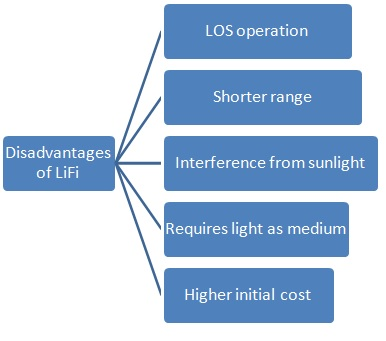 Disadvantages
of LiFi
LOS operation
Shorter range
Interference from sunlight
Requires light as medium
Higher initial cost